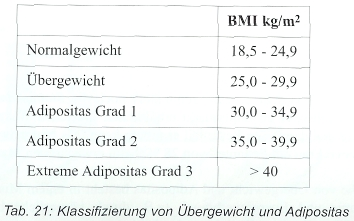 BMI kg/m²
Normalgewicht 18,5 - 24,9
Übergewicht 25,0 - 29,9
Adipositas Grad 1 30,0 - 34,9
Adipositas Grad 2 35,0 - 39,9
Extreme Adipositas Grad 3 > 40
Tab. 21: Klassifizierung von Übergewicht und Adipositas